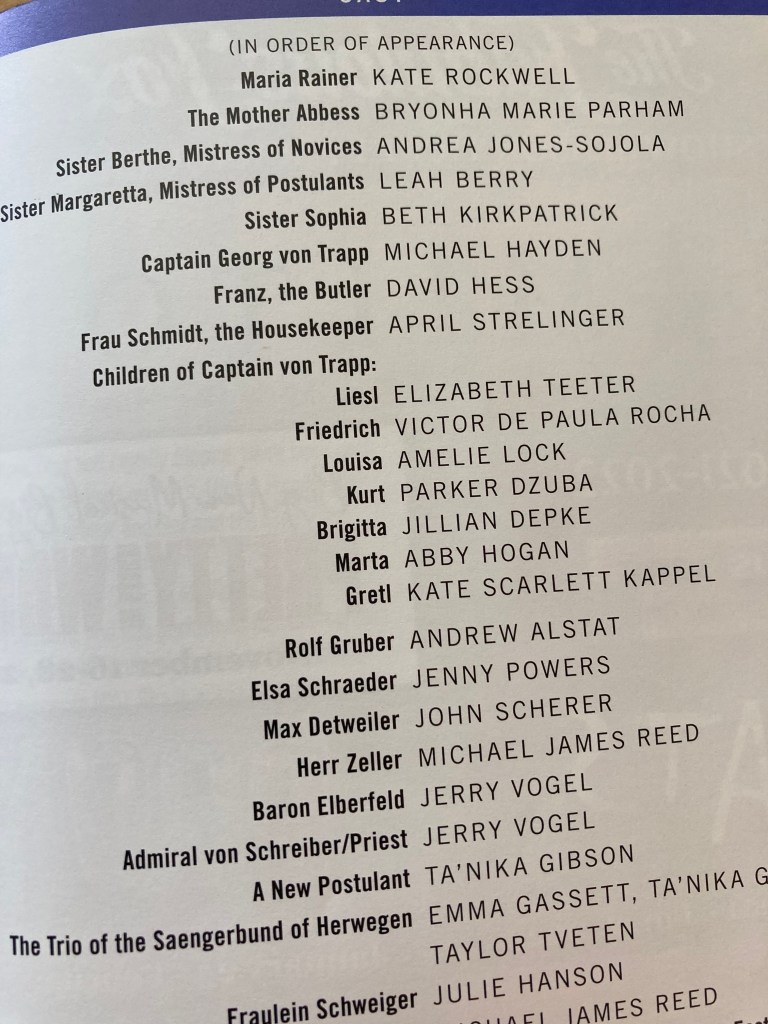 (IN ORDER OF APPEARANCE)
Maria Rainer KATE ROCKWELL
The Mother Abbess BRYONHA MARIE PARHAM
Sister Berthe, Mistress of Novices ANDREA JONES-SOJOLA
Sister Margaretta, Mistress of Postulants LEAH BERRY
Sister Sophia BETH KIRKPATRICK
Captain Georg von Trapp MICHAEL HAYDEN
Franz, the Butler DAVID HESS
Frau Schmidt, the Housekeeper APRIL STRELINGER
Children of Captain von Trapp:
Liesl ELIZABETH TEETER
Friedrich VICTOR DE PAULA ROCHA
Louisa AMELIE LOCK
Kurt PARKER DZUBA
Brigitta JILLIAN DEPKE
Marta ABBY HOGAN
Gretl KATE SCARLETT KAPPEL
Rolf Gruber ANDREW ALSTAT
Elsa Schraeder JENNY POWERS
Max Detweiler JOHN SCHERER
Herr Zeller MICHAEL JAMES REED
Baron Elberfeld JERRY VOGEL
Admiral von Schreiber/Priest JERRY VOGEL
A New Postulant TA'NIKA GIBSON
The Trio of the Saengerbund of Herwegen EMMA GASSETT, TA'NIKA G
TAYLOR TVETEN
Fraulein Schweiger JULIE HANSON
JAMES REED